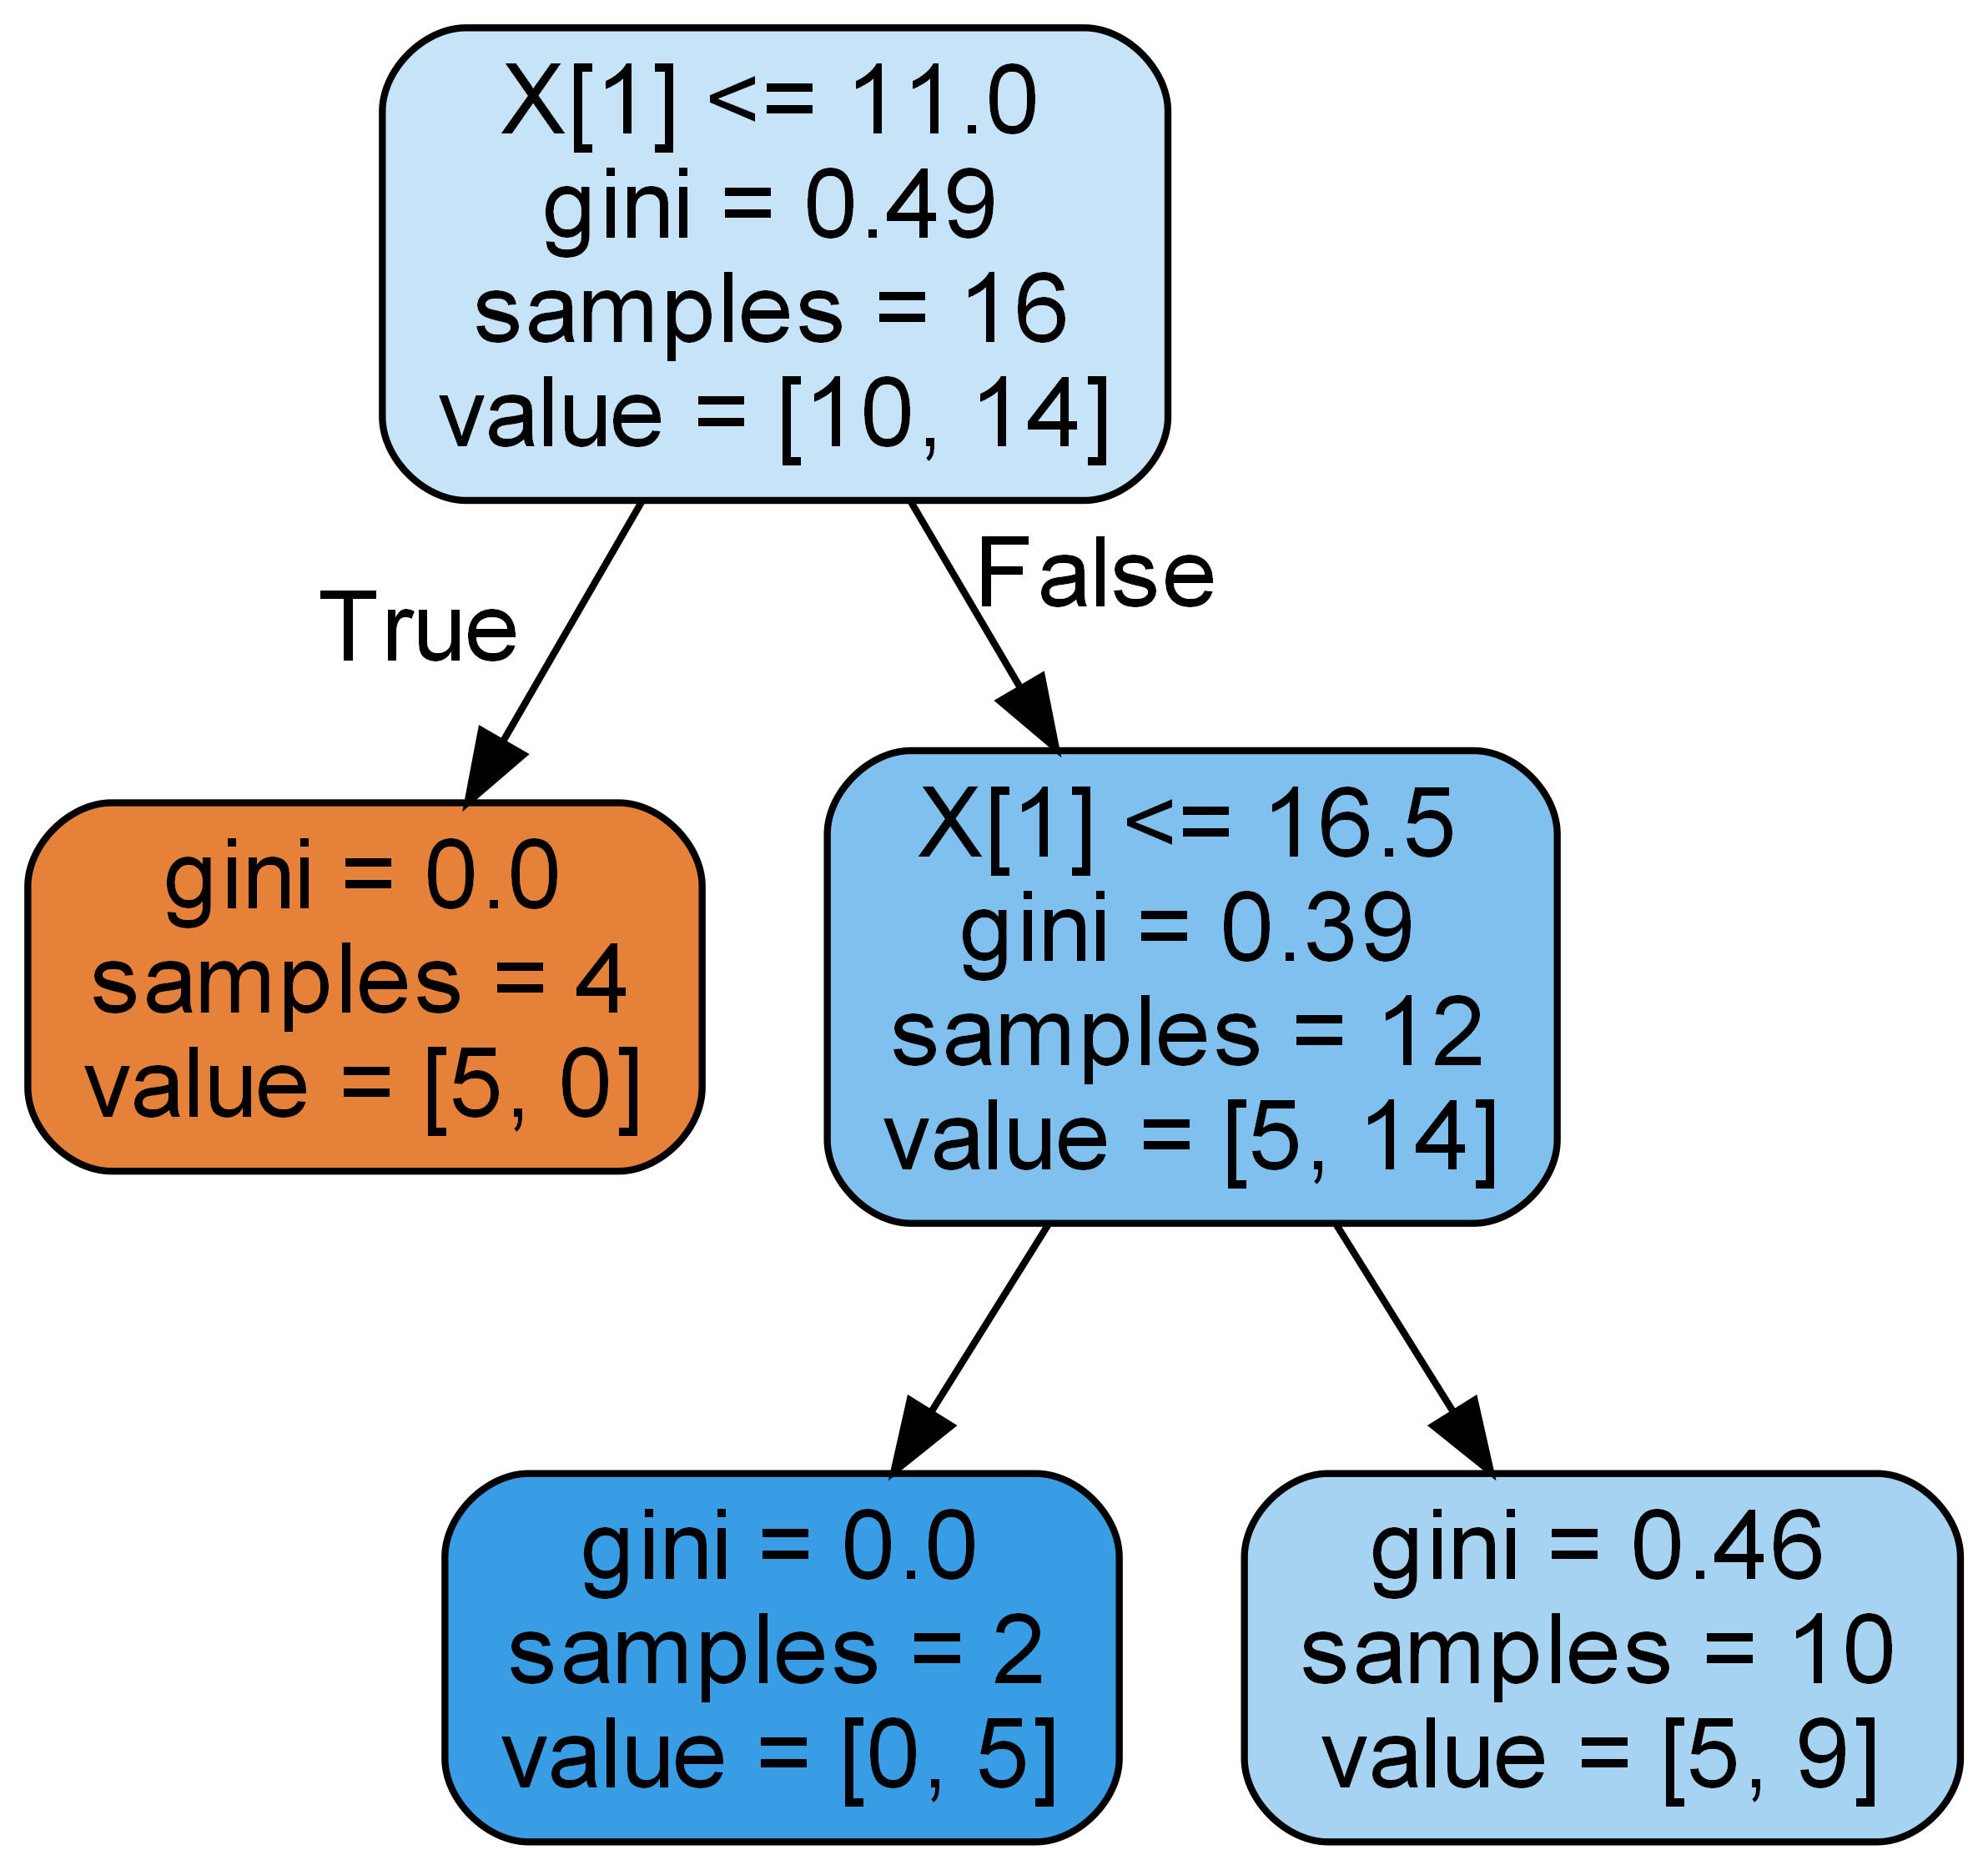 X[1] <= 11.0
gini = 0.49
samples = 16
value = [10, 14]
True
False
gini = 0.0
samples = 4
value = [5, 0]
X[1] <= 16.5
gini = 0.39
samples = 12
value = [5, 14]
gini = 0.0
samples = 2
value = [0, 5]
gini = 0.46
samples = 10
value = [5, 9]